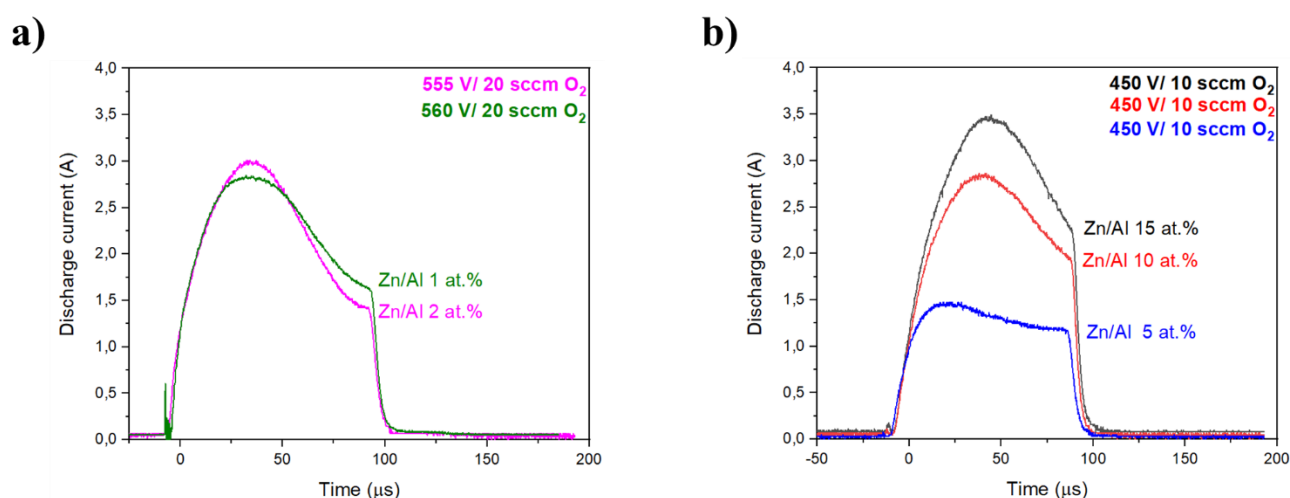 a)
555 V/ 20 sccm O2
560 V/ 20 sccm O2
Discharge current (A)
4,0
3,5
3,0
2,5
2,0
1,5
1,0
0,5
0,0
Zn/Al 1 at.%
Zn/Al 2 at.%
0
50
100
150
200
Time (µs)
b)
450 V/ 10 sccm O2
450 V/ 10 sccm O2
450 V/ 10 sccm O2
Discharge current (A)
4,0
3,5
3,0
2,5
2,0
1,5
1,0
0,5
0,0
Zn/Al 15 at.%
Zn/Al 10 at.%
Zn/Al 5 at.%
-50
0
50
100
150
200
Time (µs)